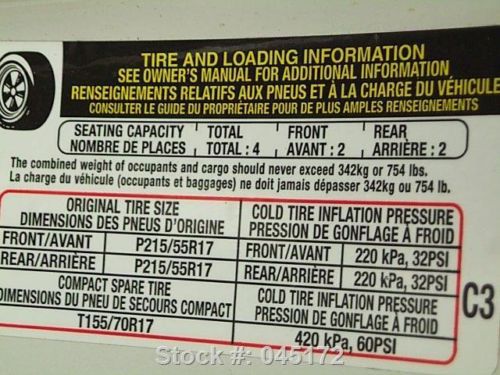 TIRE AND LOADING INFORMATION
SEE OWNER'S MANUAL FOR ADDITIONAL INFORMATION
RENSEIGNEMENTS RELATIFS AUX PNEUS ET À LA CHARGE DU VÉHICULE
CONSULTER LE GUIDE DU PROPRIÉTAIRE POUR DE PLUS AMPLES RENSEIGNEMENTS
SEATING CAPACITY TOTAL FRONT REAR
NOMBRE DE PLACES TOTAL : 4 AVANT : 2 ARRIÈRE : 2
The combined weight of occupants and cargo should never exceed 342kg or 754 lbs.
La charge du véhicule (occupants et bagages) ne doit jamais dépasser 342kg ou 754 lb.
ORIGINAL TIRE SIZE COLD TIRE INFLATION PRESSURE
DIMENSIONS DES PNEUS D'ORIGINE PRESSION DE GONFLAGE À FROID
FRONT/AVANT P215/55R17 220 kPa, 32PSI
REAR/ARRIÈRE P215/55R17 220 kPa, 32PSI
COMPACT SPARE TIRE COLD TIRE INFLATION PRESSURE
DIMENSIONS DU PNEU DE SECOURS COMPACT PRESSION DE GONFLAGE À FROID
T155/70R17 420 kPa, 60PSI
C3
Stock #: 045172